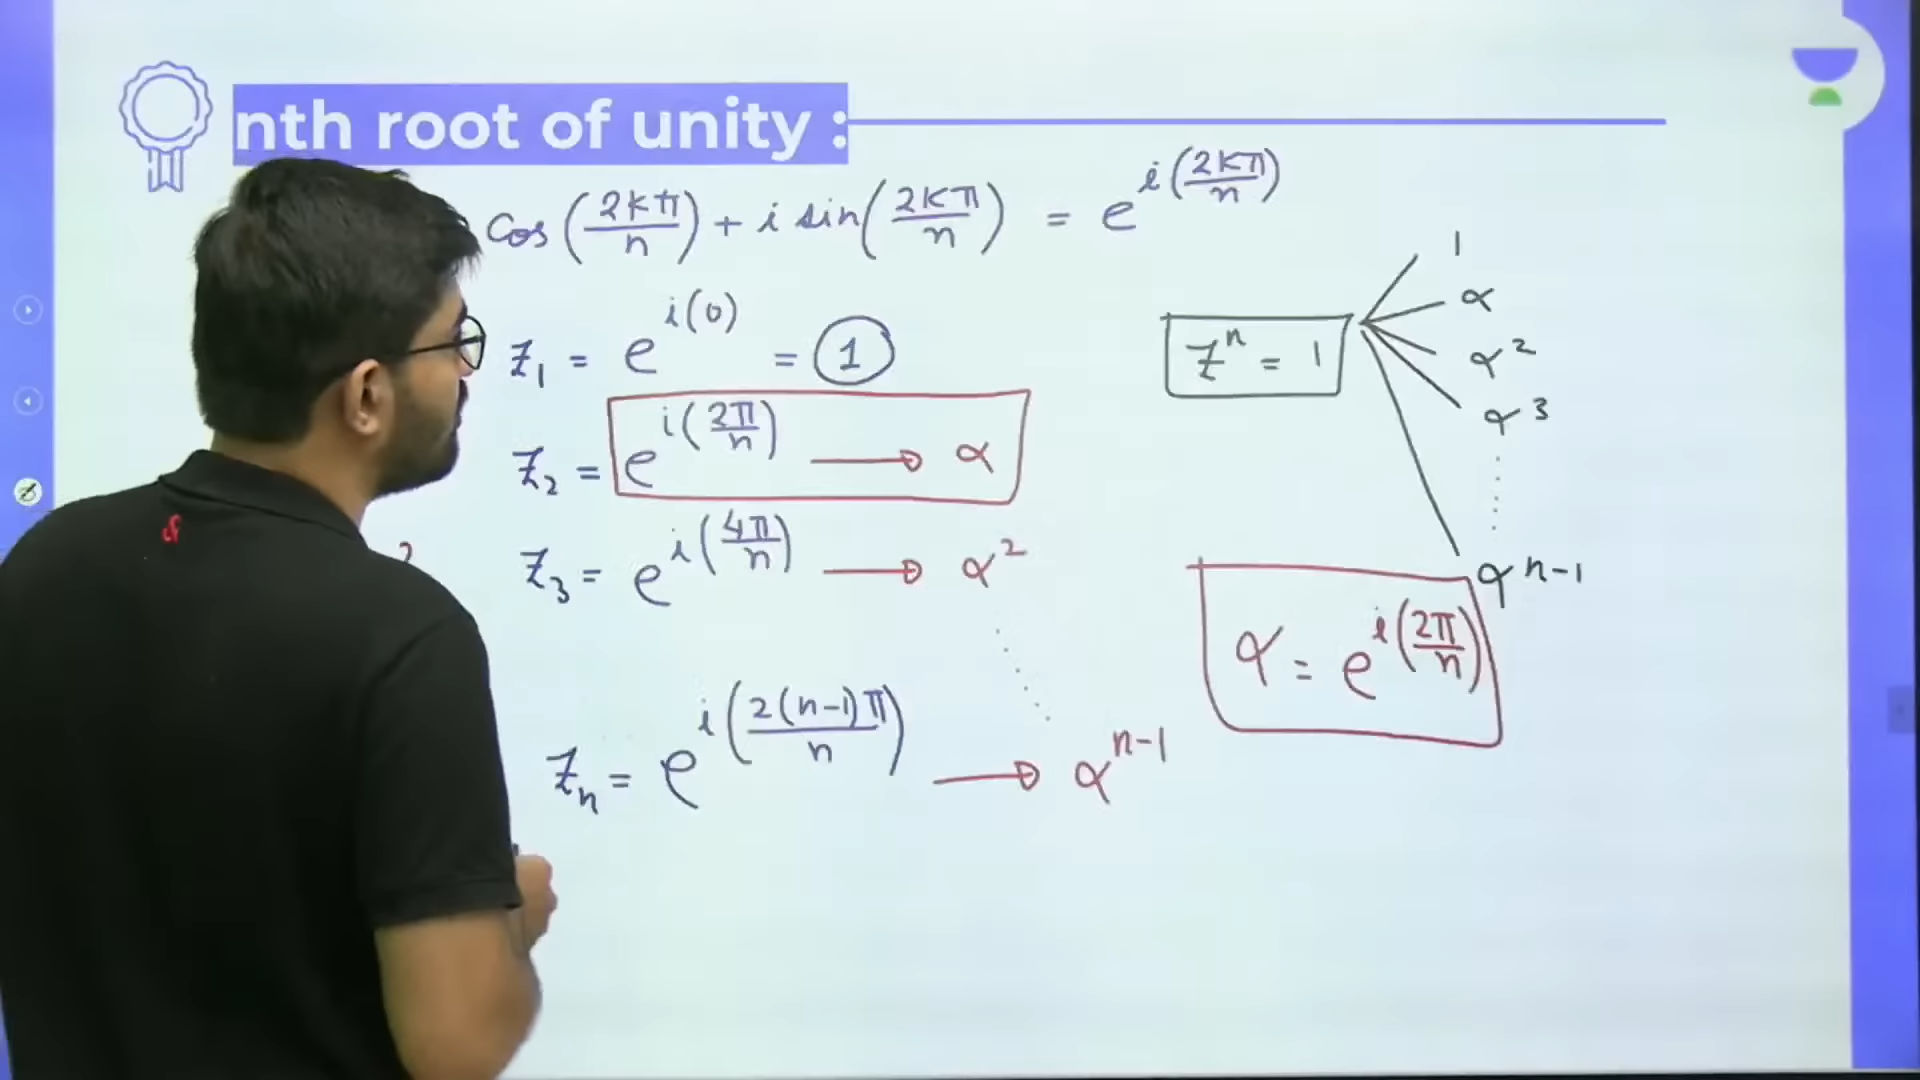 nth root of unity :
cos (2kπ/n) + i sin (2kπ/n) = e^{i(2kπ/n)}
z₁ = e^{i(0)} = 1
z₂ = e^{i(2π/n)} → α
z₃ = e^{i(4π/n)} → α²
zₙ = e^{i(2(n-1)π/n)} → α^{n-1}
zⁿ = 1
1
α
α²
α³
α^{n-1}
α = e^{i(2π/n)}